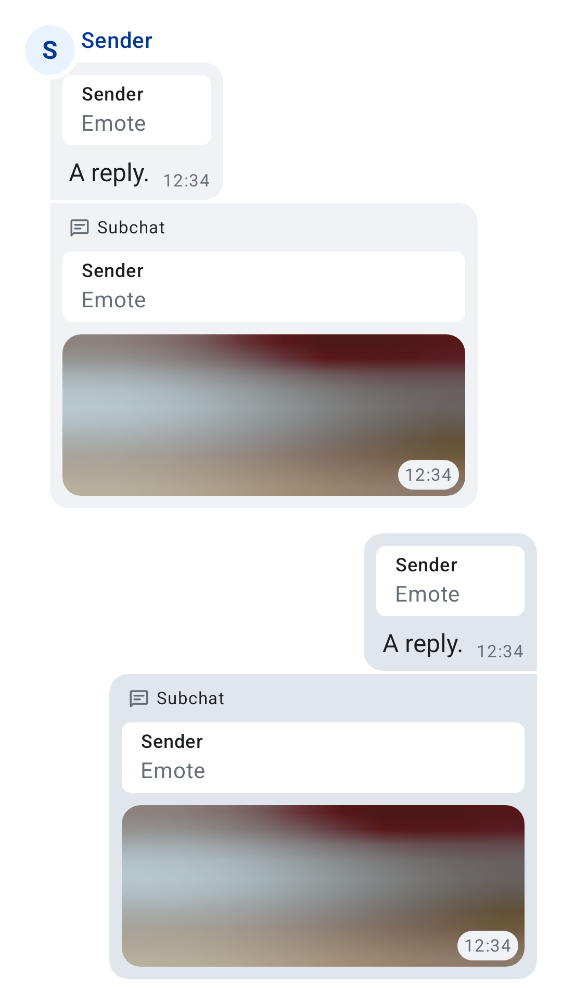 S
Sender
Sender
Emote
A reply. 12:34
Subchat
Sender
Emote
12:34
Sender
Emote
A reply. 12:34
Subchat
Sender
Emote
12:34